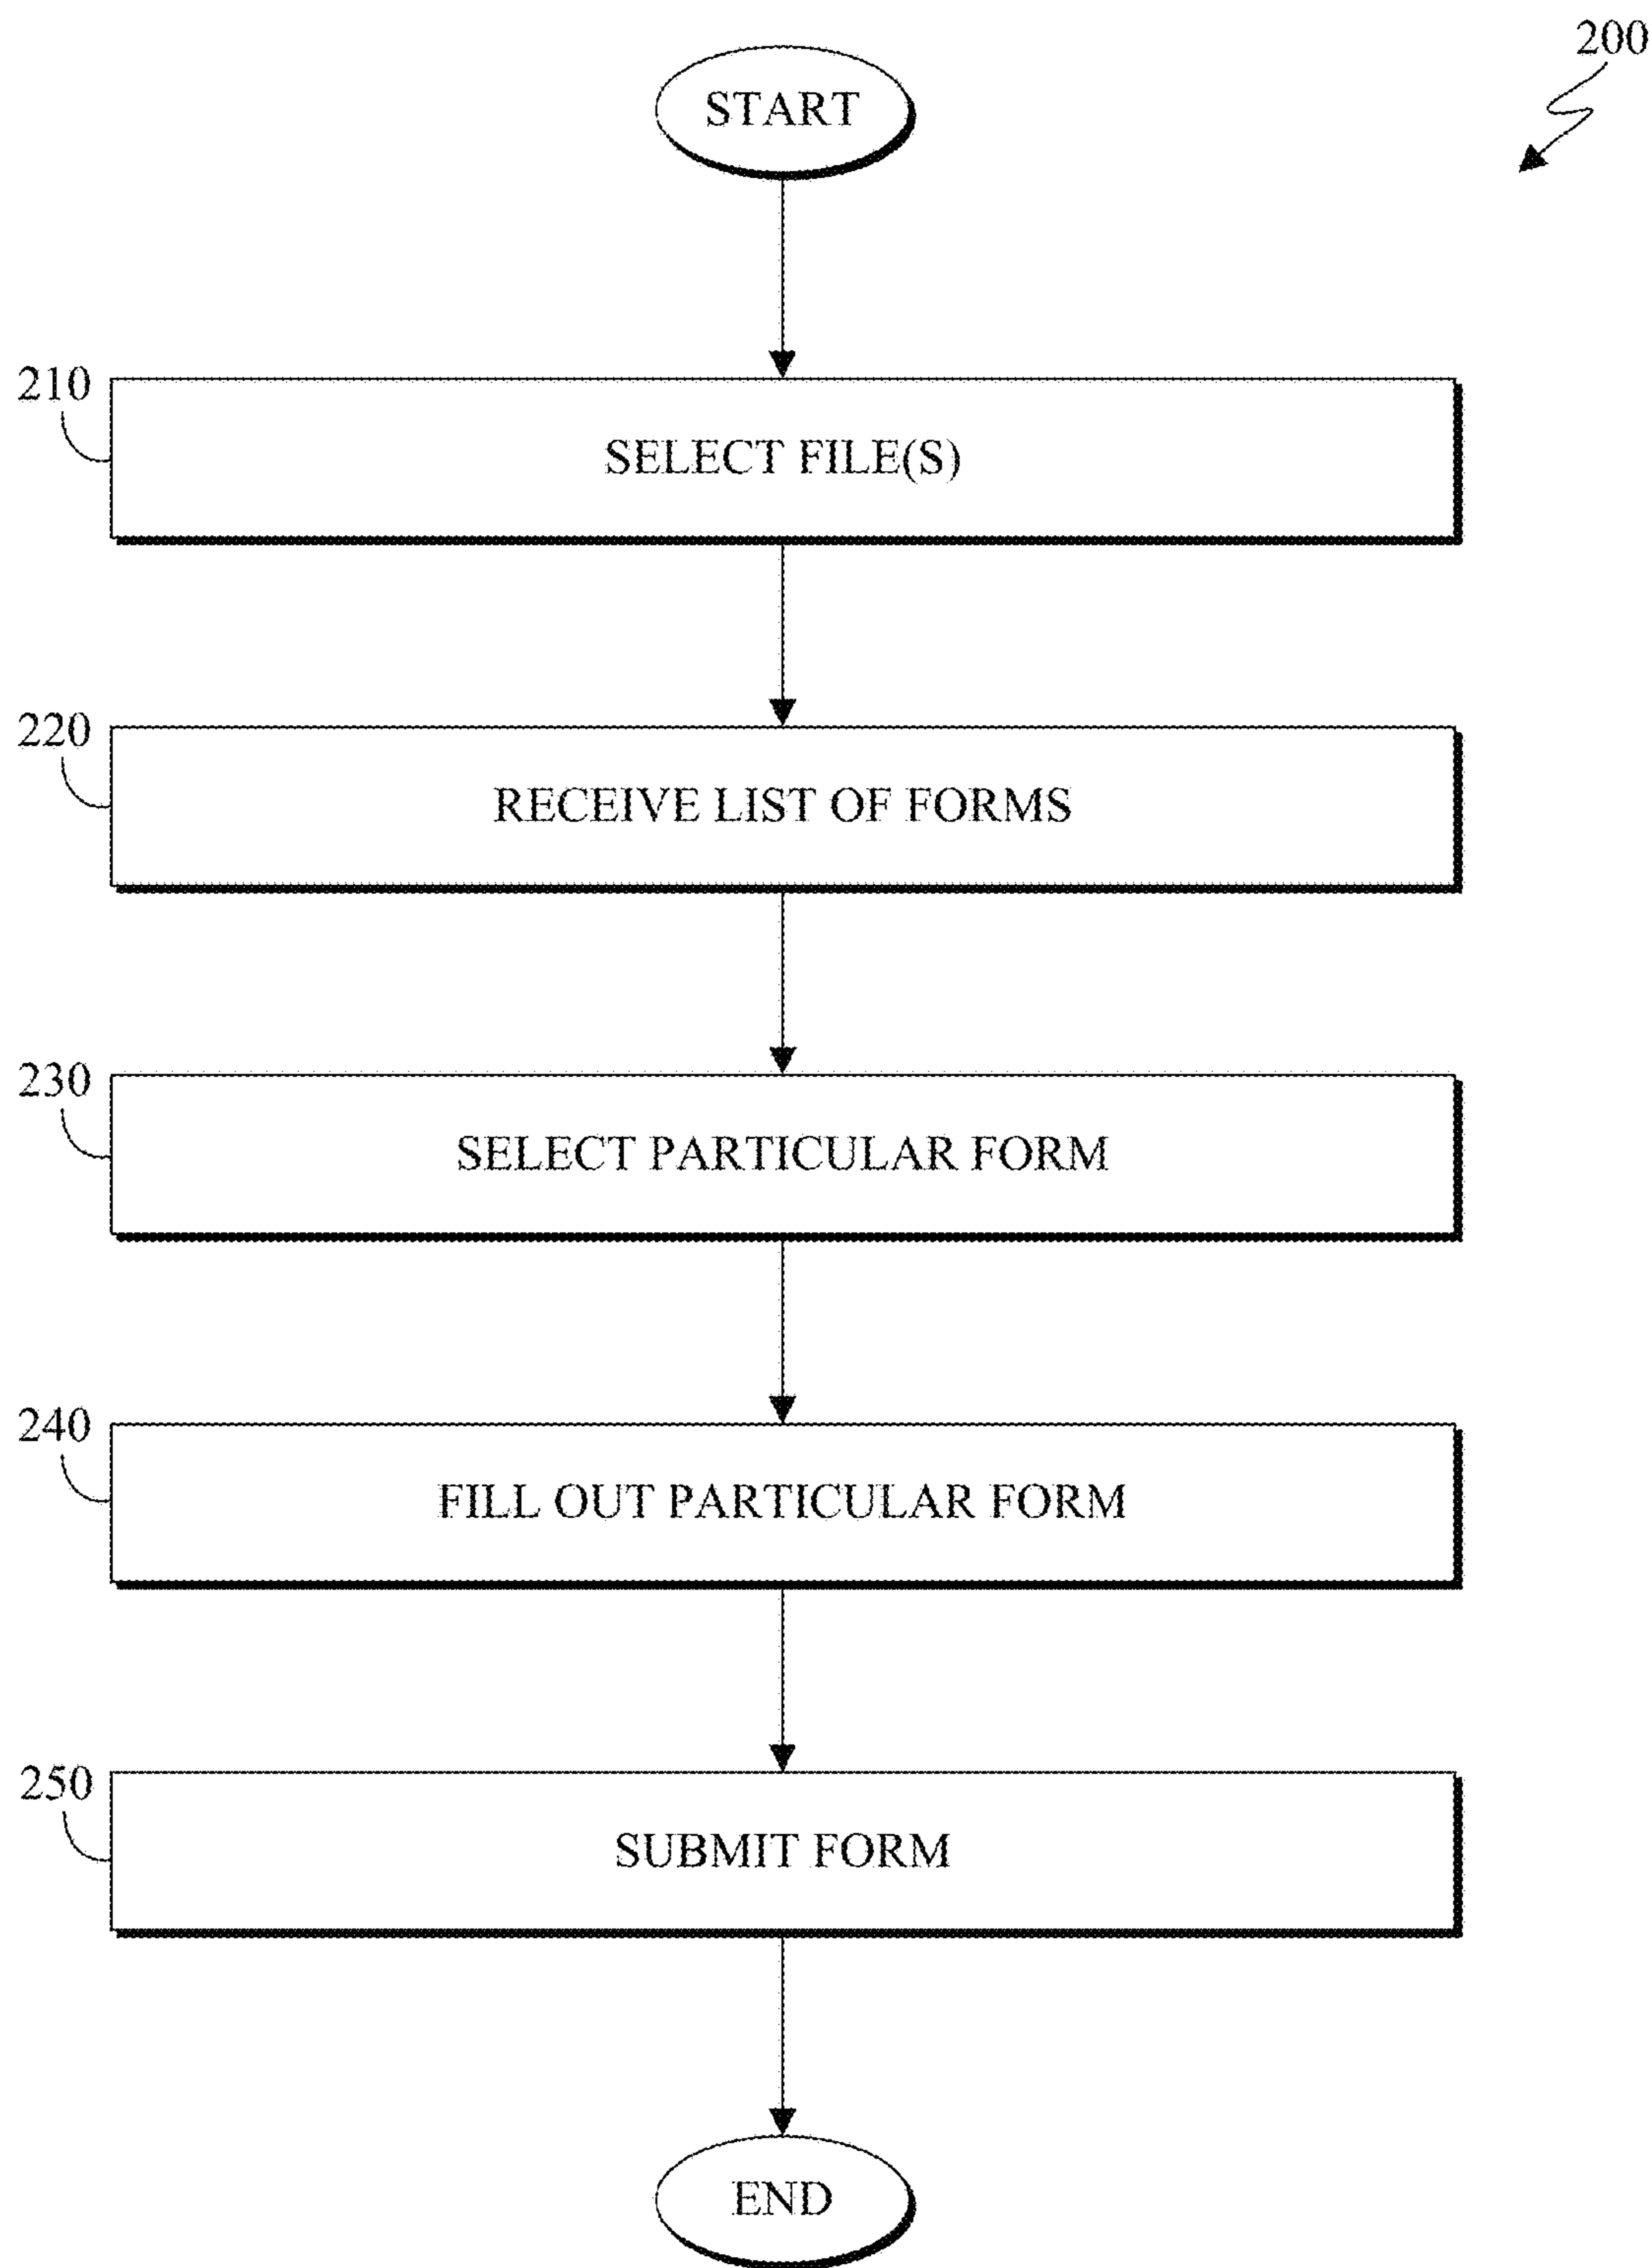 200
START
210
SELECT FILE(S)
220
RECEIVE LIST OF FORMS
230
SELECT PARTICULAR FORM
240
FILL OUT PARTICULAR FORM
250
SUBMIT FORM
END